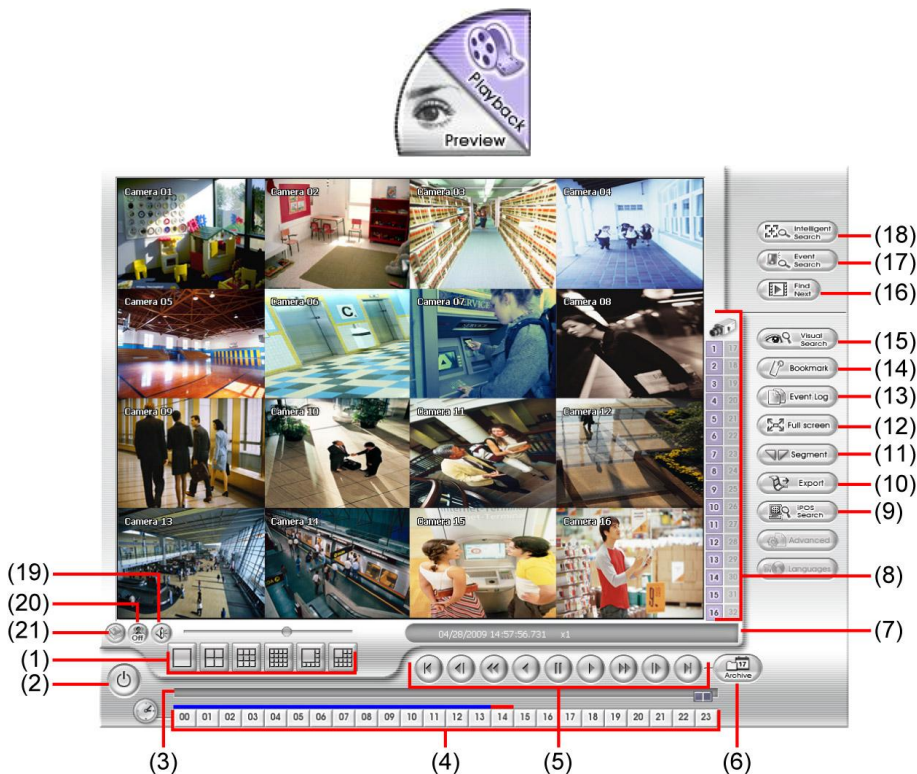 Playback
Preview
Camera 01
Camera 02
Camera 03
Camera 04
Camera 05
Camera 06
Camera 07
Camera 08
Camera 09
Camera 10
Camera 11
Camera 12
Camera 13
Camera 14
Camera 15
Camera 16
SERVICE
C
1 17
2 18
3 19
4 20
5 21
6 22
7 23
8 24
9 25
10 26
11 27
12 28
13 29
14 30
15 31
16 32
Intelligent Search
(18)
Event Search
(17)
Find Next
(16)
Visual Search
(15)
Bookmark
(14)
Event Log
(13)
Full screen
(12)
Segment
(11)
Export
(10)
iPOS Search
(9)
Advanced
Languages
(8)
(19)
(20)
Off
(21)
04/28/2009 14:57:56.731 x1
(7)
(1)
(2)
17
Archive
00 01 02 03 04 05 06 07 08 09 10 11 12 13 14 15 16 17 18 19 20 21 22 23
(3)
(4)
(5)
(6)